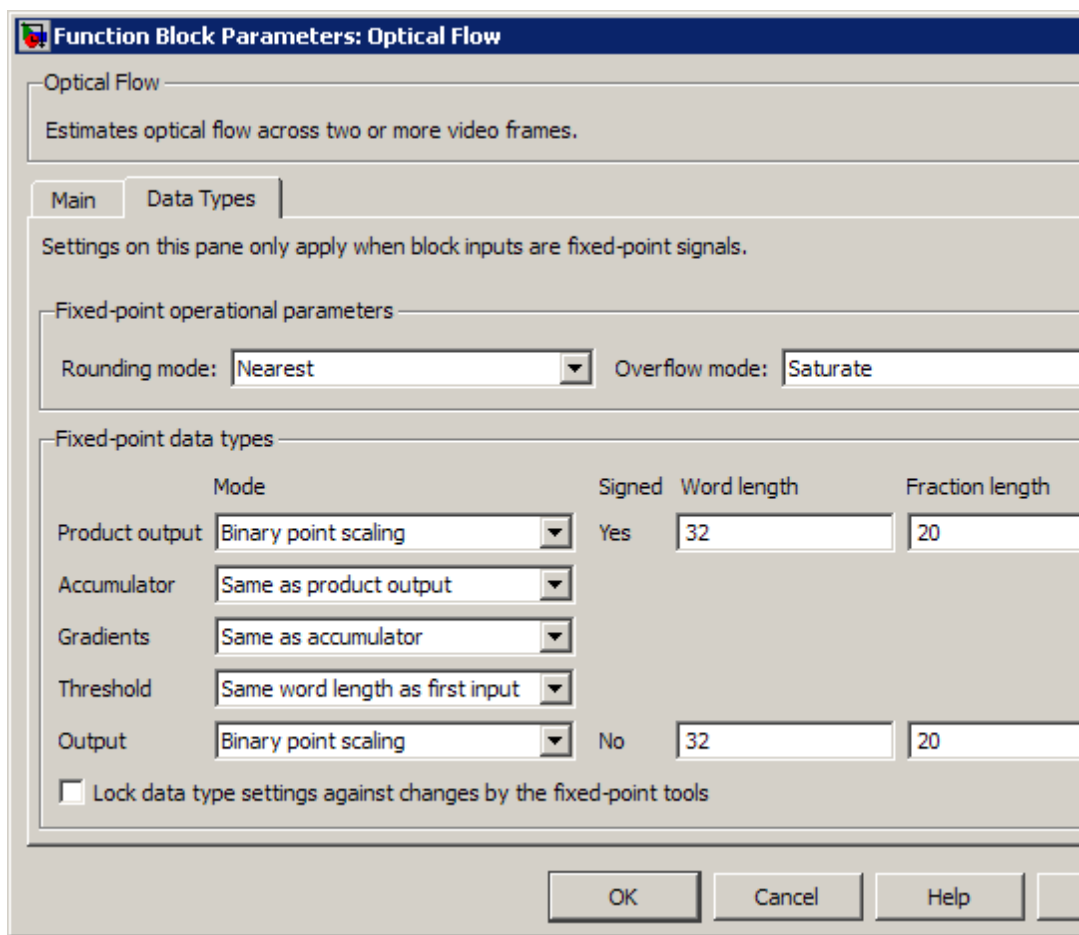 Function Block Parameters: Optical Flow
Optical Flow
Estimates optical flow across two or more video frames.
Main Data Types
Settings on this pane only apply when block inputs are fixed-point signals.
Fixed-point operational parameters
Rounding mode: Nearest Overflow mode: Saturate
Fixed-point data types
Mode Signed Word length Fraction length
Product output Binary point scaling Yes 32 20
Accumulator Same as product output
Gradients Same as accumulator
Threshold Same word length as first input
Output Binary point scaling No 32 20
Lock data type settings against changes by the fixed-point tools
OK Cancel Help